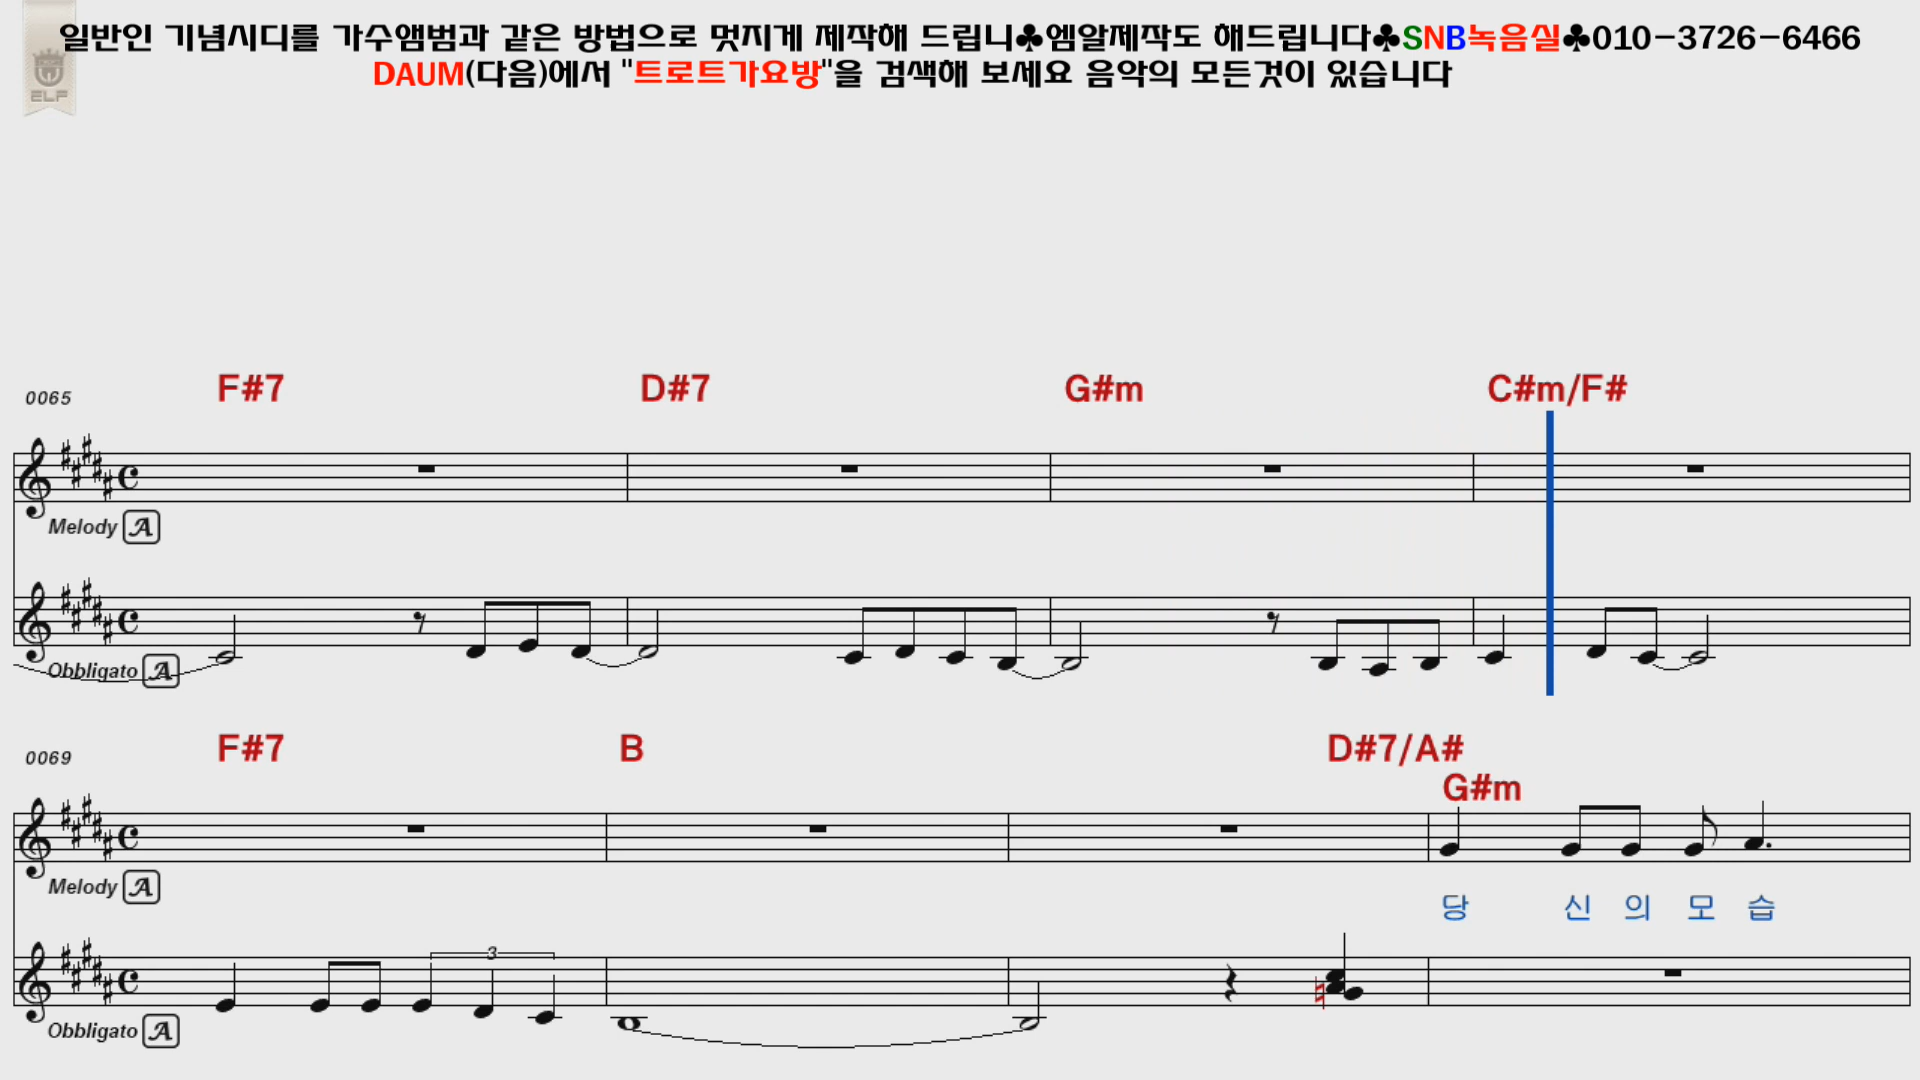 일반인 기념시디를 가수앰범과 같은 방법으로 멋지게 제작해 드립니♣엠알제작도 해드립니다♣SNB녹음실♣010-3726-6466
DAUM(다음)에서 "트로트가요방"을 검색해 보세요 음악의 모든것이 있습니다
ELF
F#7 D#7 G#m C#m/F#
0065
Melody A
Obbligato A
F#7 B D#7/A#
0069
G#m
Melody A
당 신 의 모 습
3
Obbligato A